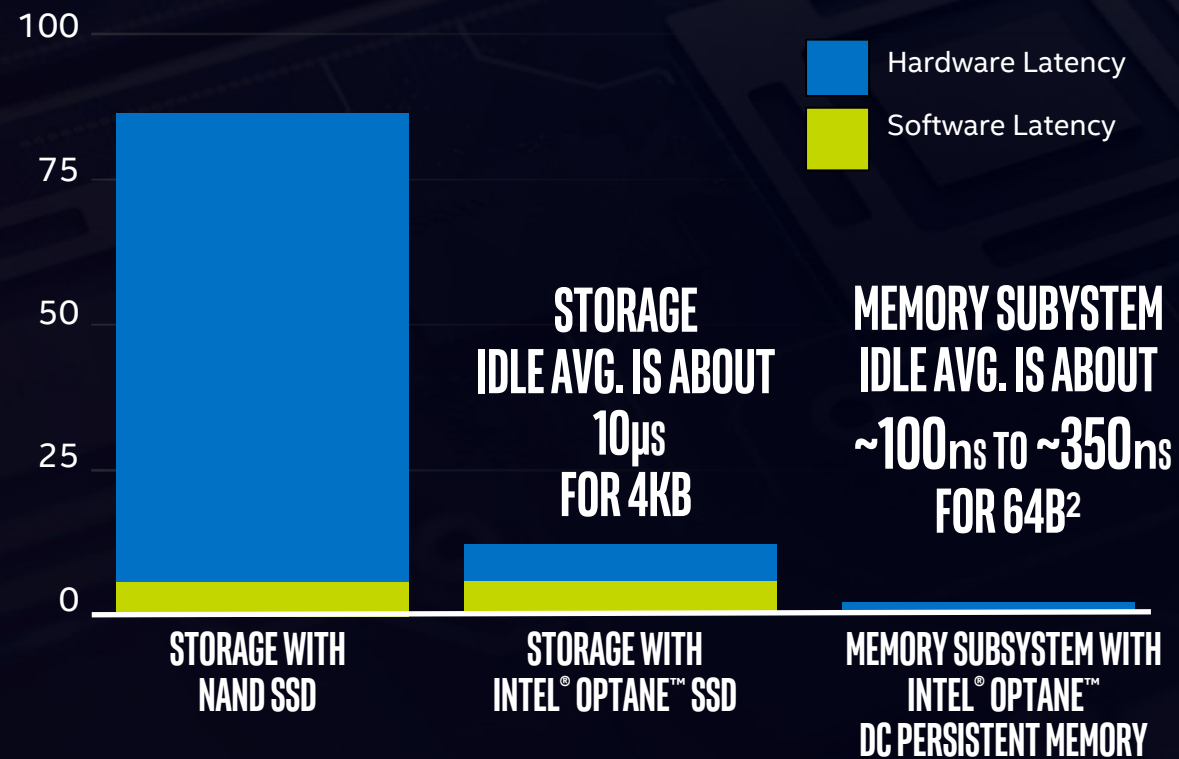 100
75
50
25
0
Hardware Latency
Software Latency
STORAGE
IDLE AVG. IS ABOUT
10µs
FOR 4KB
MEMORY SUBYSTEM
IDLE AVG. IS ABOUT
~100ns TO ~350ns
FOR 64B²
STORAGE WITH
NAND SSD
STORAGE WITH
INTEL® OPTANE™ SSD
MEMORY SUBSYSTEM WITH
INTEL® OPTANE™
DC PERSISTENT MEMORY